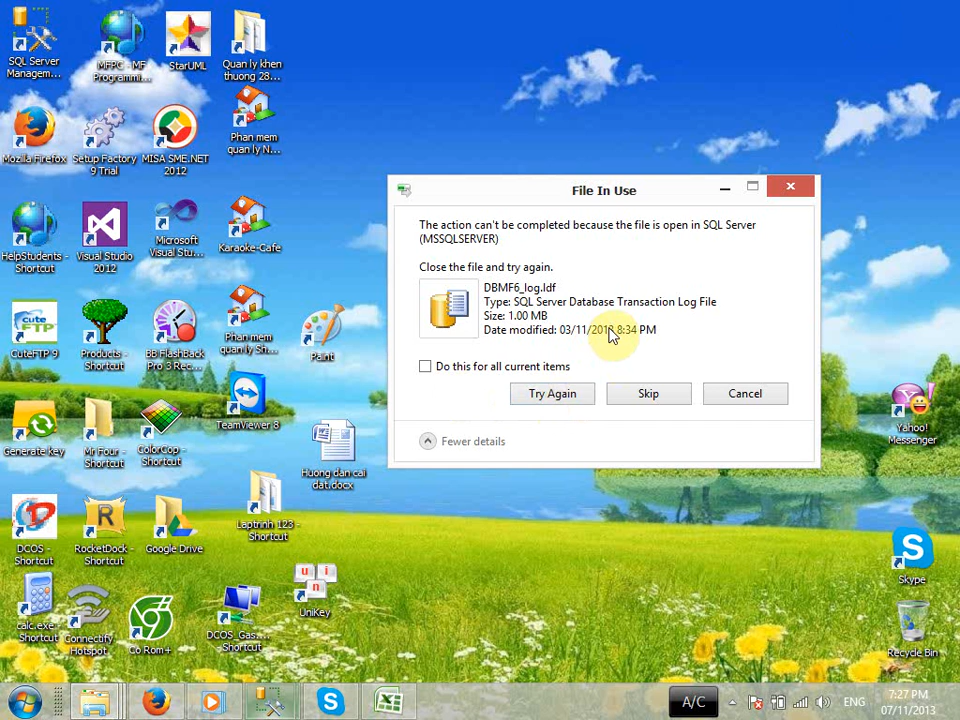 SQL Server
Managem...
MFPC - MF
Programmi...
StarUML
Quan ly khen
thuong 28...
Mozilla Firefox
Setup Factory
9 Trial
MISA SME.NET
2012
Phan mem
quan ly N...
HelpStudents -
Shortcut
Visual Studio
2012
Microsoft
Visual Stu...
Karaoke-Cafe
cute
FTP
CuteFTP 9
Products -
Shortcut
BB FlashBack
Pro 3 Rec...
Phan mem
quan ly Sh...
Paint
Generate key
Mr Four -
Shortcut
ColorCop -
Shortcut
TeamViewer 8
Huong dan cai
dat.docx
DCOS -
Shortcut
R
RocketDock -
Shortcut
Google Drive
Laptrinh 123 -
Shortcut
calc.exe -
Shortcut
Connectify
Hotspot
Co Rom+
DCOS_Gas....
Shortcut
u i
n
UniKey
File In Use
The action can't be completed because the file is open in SQL Server
(MSSQLSERVER)
Close the file and try again.
DBMF6_log.ldf
Type: SQL Server Database Transaction Log File
Size: 1.00 MB
Date modified: 03/11/2013 8:34 PM
Do this for all current items
Try Again
Skip
Cancel
Fewer details
Yahoo!
Messenger
S
Skype
Recycle Bin
S
A/C
ENG
7:27 PM
07/11/2013